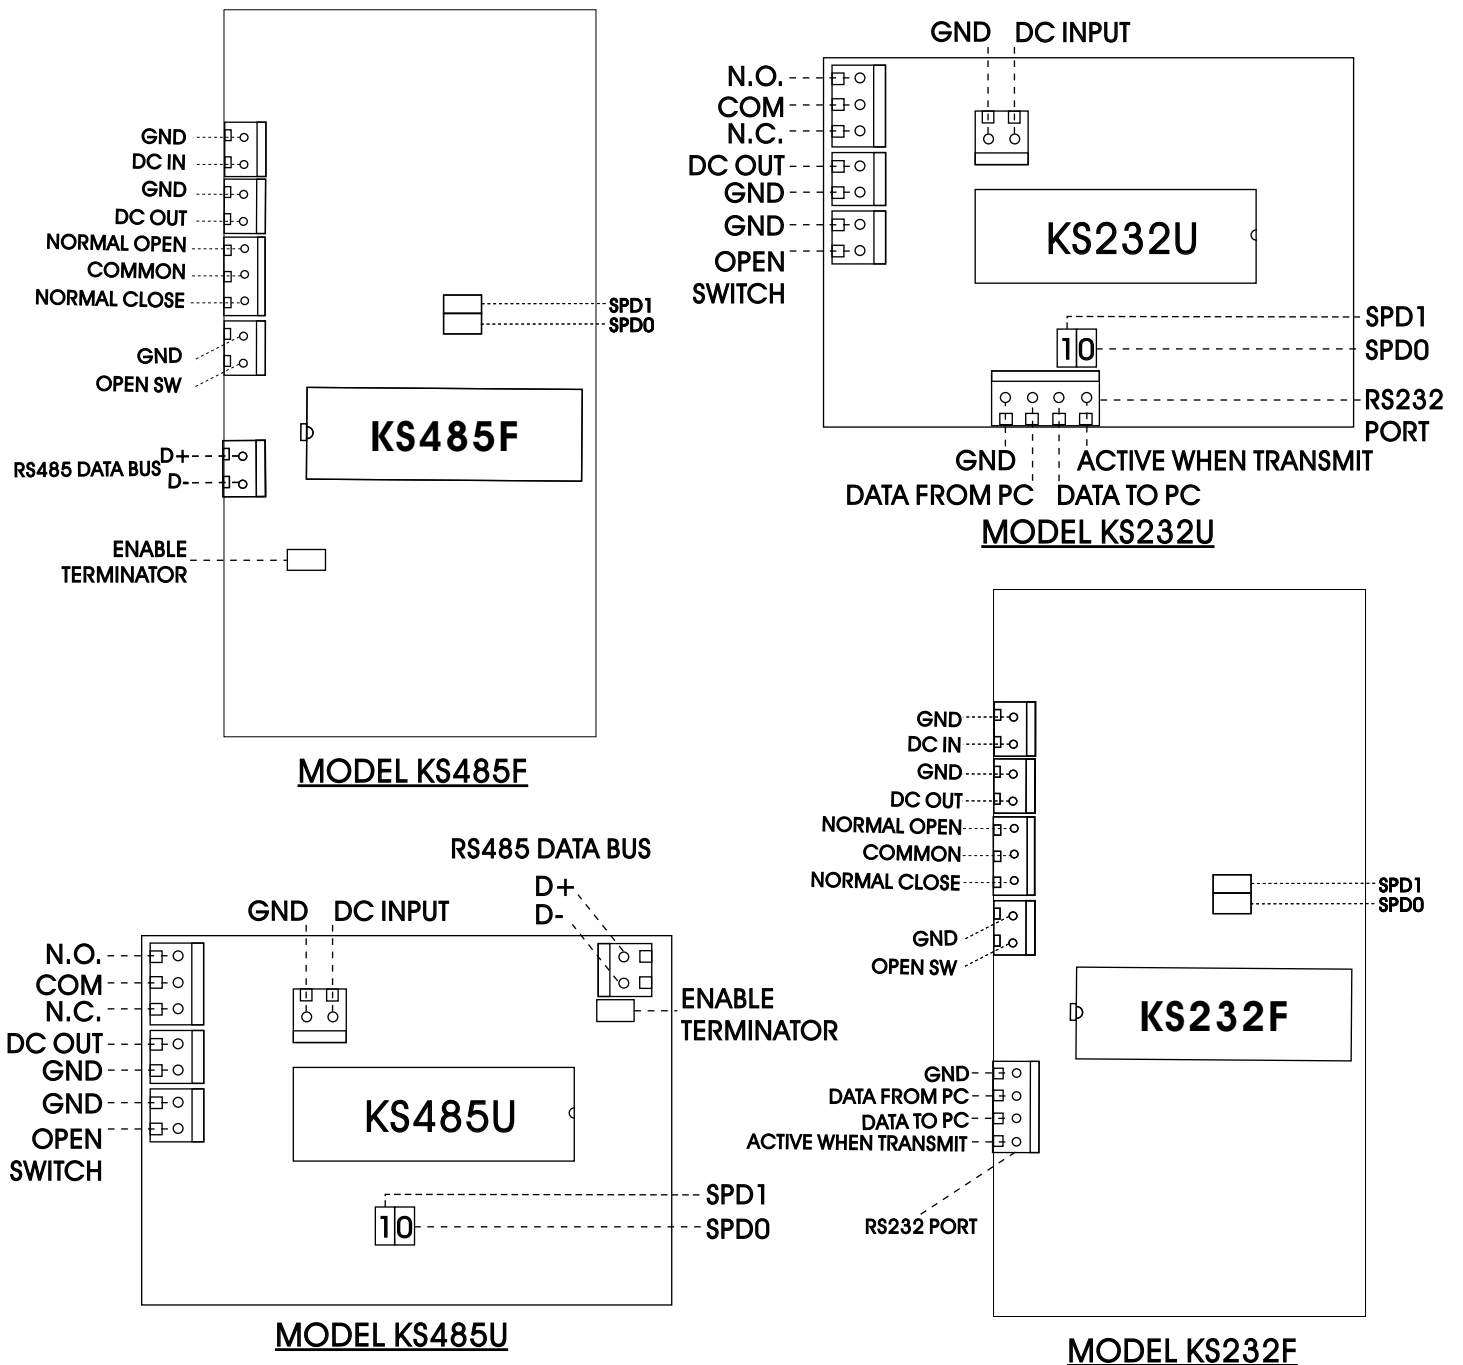 GND
DC IN
GND
DC OUT
NORMAL OPEN
COMMON
NORMAL CLOSE
GND
OPEN SW
D+
RS485 DATA BUS
D-
ENABLE
TERMINATOR
SPD1
SPD0
KS485F
MODEL KS485F
GND DC INPUT
N.O.
COM
N.C.
DC OUT
GND
GND
OPEN
SWITCH
KS232U
10
SPD1
SPD0
RS232
PORT
GND ACTIVE WHEN TRANSMIT
DATA FROM PC DATA TO PC
MODEL KS232U
RS485 DATA BUS
D+
D-
GND DC INPUT
N.O.
COM
N.C.
DC OUT
GND
GND
OPEN
SWITCH
ENABLE
TERMINATOR
KS485U
10
SPD1
SPD0
MODEL KS485U
GND
DC IN
GND
DC OUT
NORMAL OPEN
COMMON
NORMAL CLOSE
GND
OPEN SW
SPD1
SPD0
KS232F
GND
DATA FROM PC
DATA TO PC
ACTIVE WHEN TRANSMIT
RS232 PORT
MODEL KS232F